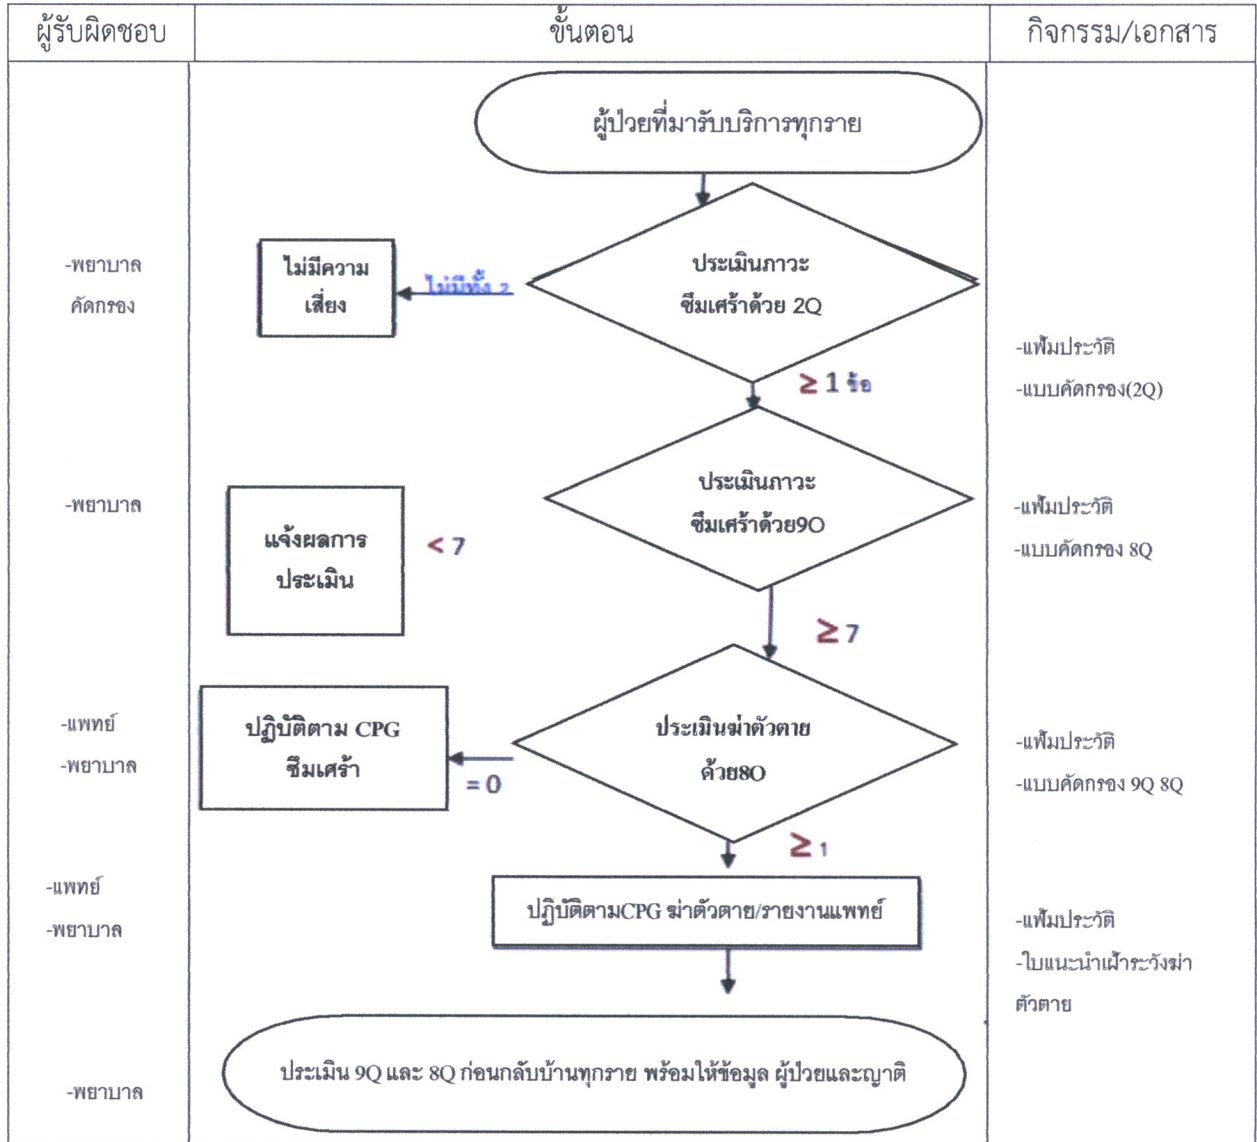 ผู้รับผิดชอบ
ขั้นตอน
กิจกรรม/เอกสาร
ผู้ป่วยที่มารับบริการทุกราย
-พยาบาล
คัดกรอง
ไม่มีความ
เสี่ยง
ไม่มีทั้ง 2
ประเมินภาวะ
ซึมเศร้าด้วย 2Q
-แฟ้มประวัติ
-แบบคัดกรอง(2Q)
≥ 1 ข้อ
-พยาบาล
แจ้งผลการ
ประเมิน
< 7
ประเมินภาวะ
ซึมเศร้าด้วย9O
-แฟ้มประวัติ
-แบบคัดกรอง 8Q
≥ 7
-แพทย์
-พยาบาล
ปฏิบัติตาม CPG
ซึมเศร้า
= 0
ประเมินฆ่าตัวตาย
ด้วย8O
-แฟ้มประวัติ
-แบบคัดกรอง 9Q 8Q
≥ 1
-แพทย์
-พยาบาล
ปฏิบัติตามCPG ฆ่าตัวตาย/รายงานแพทย์
-แฟ้มประวัติ
-ใบแนะนำเฝ้าระวังฆ่า
ตัวตาย
-พยาบาล
ประเมิน 9Q และ 8Q ก่อนกลับบ้านทุกราย พร้อมให้ข้อมูล ผู้ป่วยและญาติ